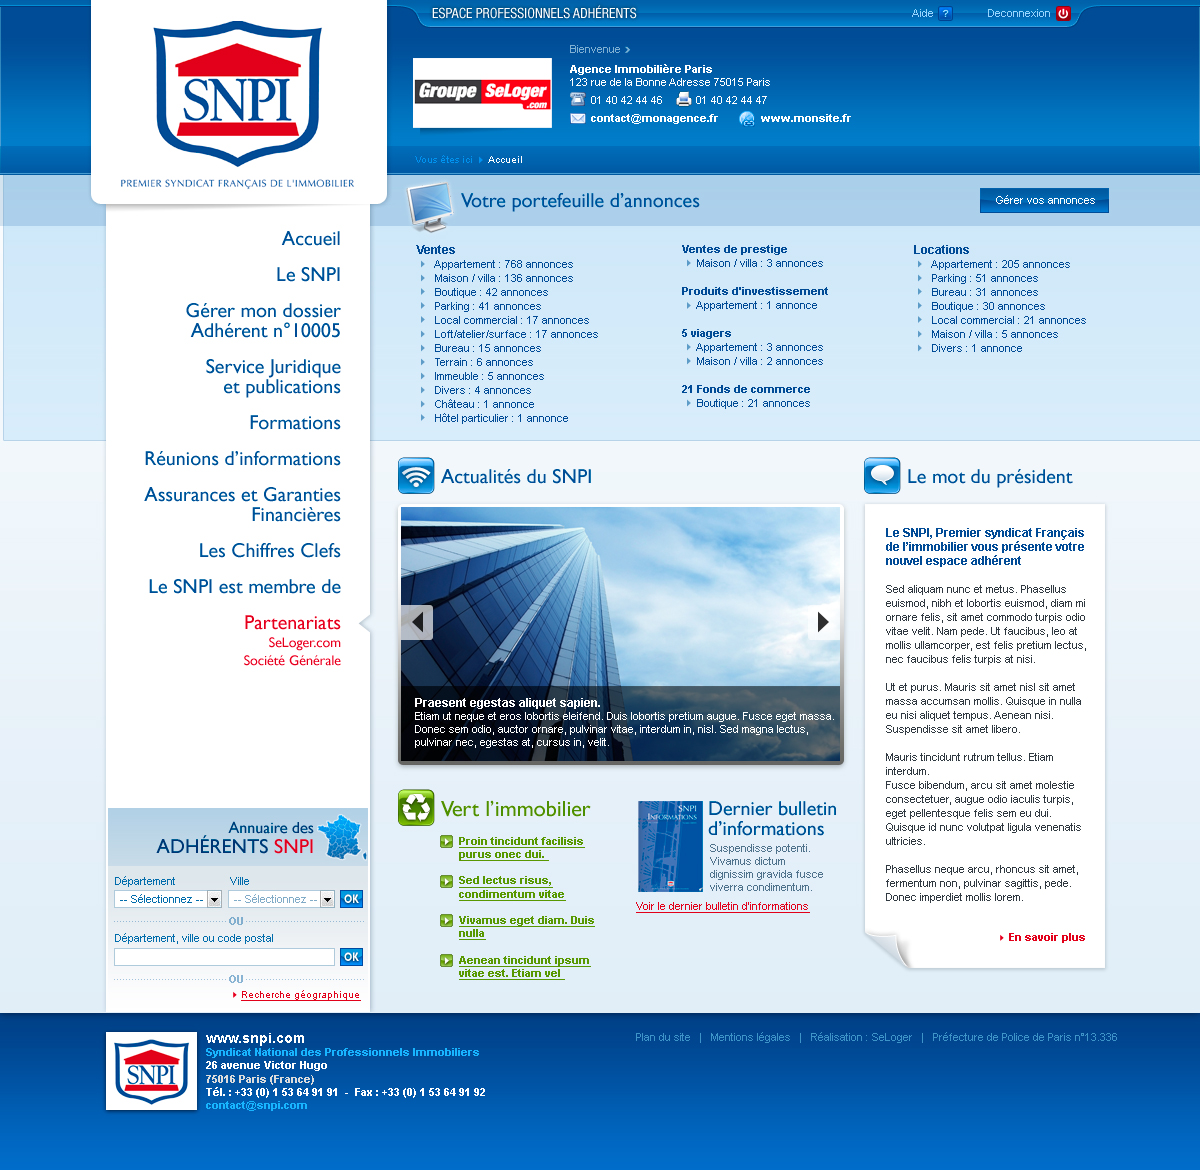 ESPACE PROFESSIONNELS ADHÉRENTS
Aide ?
Deconnexion
SNPI
PREMIER SYNDICAT FRANÇAIS DE L'IMMOBILIER
Groupe SeLoger.com
Bienvenue
Agence Immobilière Paris
123 rue de la Bonne Adresse 75015 Paris
01 40 42 44 46 01 40 42 44 47
contact@monagence.fr www.monsite.fr
Vous êtes ici Accueil
Accueil
Le SNPI
Gérer mon dossier
Adhérent n°10005
Service Juridique
et publications
Formations
Réunions d'informations
Assurances et Garanties
Financières
Les Chiffres Clefs
Le SNPI est membre de
Partenariats
SeLoger.com
Société Générale
Annuaire des
ADHÉRENTS SNPI
Département Ville
-- Sélectionnez -- -- Sélectionnez -- OK
OU
Département, ville ou code postal
OK
OU
Recherche géographique
Votre portefeuille d'annonces
Gérer vos annonces
Ventes
Appartement : 768 annonces
Maison / villa : 136 annonces
Boutique : 42 annonces
Parking : 41 annonces
Local commercial : 17 annonces
Loft/atelier/surface : 17 annonces
Bureau : 15 annonces
Terrain : 6 annonces
Immeuble : 5 annonces
Divers : 4 annonces
Château : 1 annonce
Hôtel particulier : 1 annonce
Ventes de prestige
Maison / villa : 3 annonces
Produits d'investissement
Appartement : 1 annonce
5 viagers
Appartement : 3 annonces
Maison / villa : 2 annonces
21 Fonds de commerce
Boutique : 21 annonces
Locations
Appartement : 205 annonces
Parking : 51 annonces
Bureau : 31 annonces
Boutique : 30 annonces
Local commercial : 21 annonces
Maison / villa : 5 annonces
Divers : 1 annonce
Actualités du SNPI
Praesent egestas aliquet sapien.
Etiam ut neque et eros lobortis eleifend. Duis lobortis pretium augue. Fusce eget massa.
Donec sem odio, auctor ornare, pulvinar vitae, interdum in, nisl. Sed magna lectus,
pulvinar nec, egestas at, cursus in, velit.
Vert l'immobilier
Proin tincidunt facilisis
purus onec dui.
Sed lectus risus,
condimentum vitae
Vivamus eget diam. Duis
nulla
Aenean tincidunt ipsum
vitae est. Etiam vel
SNPI
INFORMATIONS
Dernier bulletin
d'informations
Suspendisse potenti.
Vivamus dictum
dignissim gravida fusce
viverra condimentum.
Voir le dernier bulletin d'informations
Le mot du président
Le SNPI, Premier syndicat Français
de l'immobilier vous présente votre
nouvel espace adhérent
Sed aliquam nunc et metus. Phasellus
euismod, nibh et lobortis euismod, diam mi
ornare felis, sit amet commodo turpis odio
vitae velit. Nam pede. Ut faucibus, leo at
mollis ullamcorper, est felis pretium lectus,
nec faucibus felis turpis at nisi.
Ut et purus. Mauris sit amet nisl sit amet
massa accumsan mollis. Quisque in nulla
eu nisi aliquet tempus. Aenean nisi.
Suspendisse sit amet libero.
Mauris tincidunt rutrum tellus. Etiam
interdum.
Fusce bibendum, arcu sit amet molestie
consectetuer, augue odio iaculis turpis,
eget pellentesque felis sem eu dui.
Quisque id nunc volutpat ligula venenatis
ultricies.
Phasellus neque arcu, rhoncus sit amet,
fermentum non, pulvinar sagittis, pede.
Donec imperdiet mollis lorem.
En savoir plus
SNPI
www.snpi.com
Syndicat National des Professionnels Immobiliers
26 avenue Victor Hugo
75016 Paris (France)
Tél. : +33 (0) 1 53 64 91 91 - Fax : +33 (0) 1 53 64 91 92
contact@snpi.com
Plan du site | Mentions légales | Réalisation : SeLoger | Préfecture de Police de Paris n°13.336